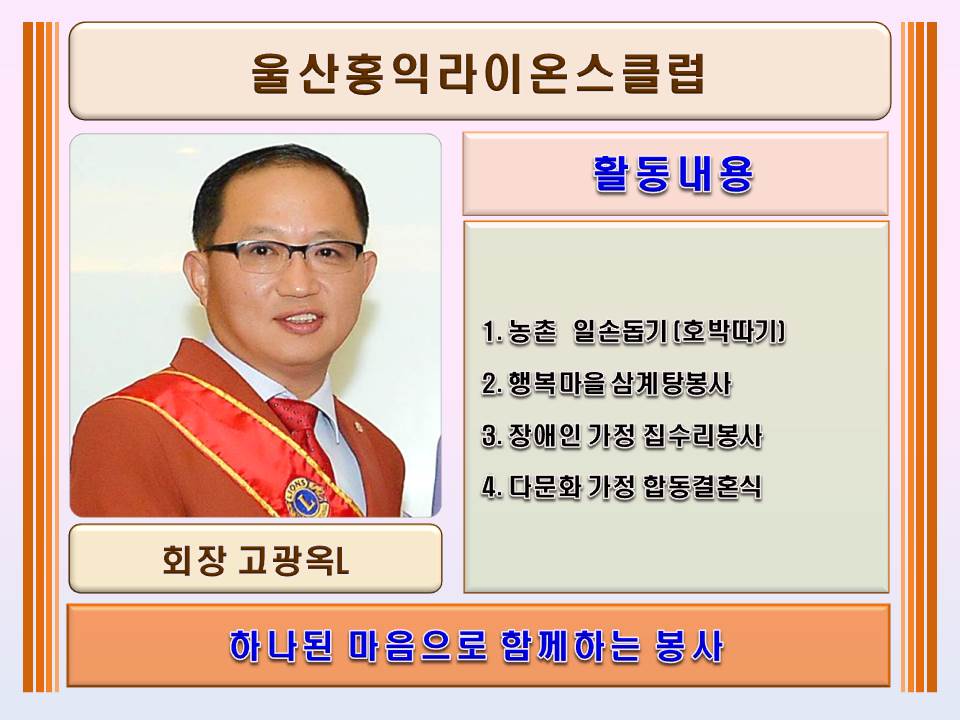 울산홍익라이온스클럽
활동내용
1. 농촌 일손돕기(호박따기)
2. 행복마을 삼계탕봉사
3. 장애인 가정 집수리봉사
4. 다문화 가정 합동결혼식
LIONS
L
회장 고광옥L
하나된 마음으로 함께하는 봉사